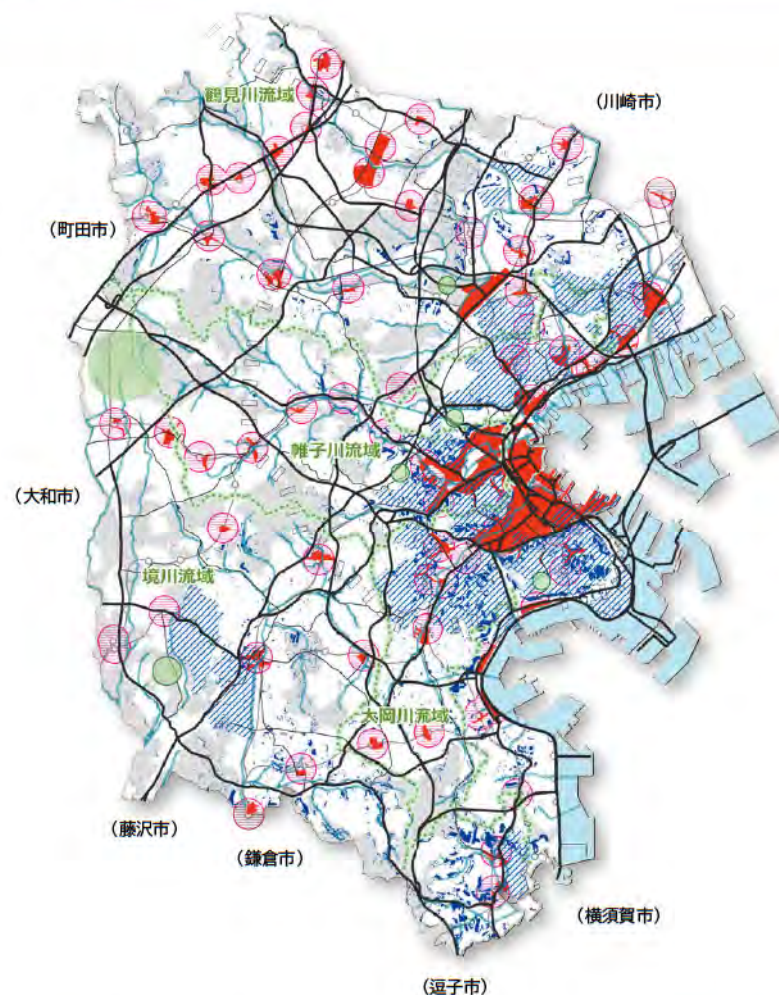 鶴見川流域
（川崎市）
（町田市）
帷子川流域
（大和市）
境川流域
大岡川流域
（藤沢市）
（鎌倉市）
（横須賀市）
（逗子市）